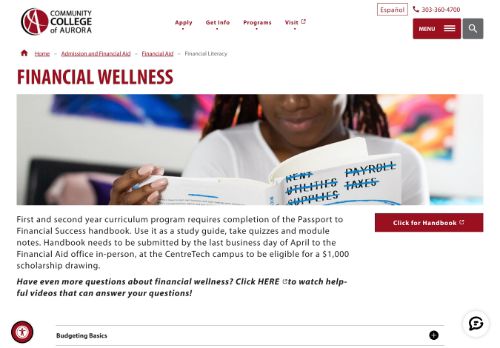 COMMUNITY
COLLEGE
of AURORA
Apply
Get Info
Programs
Visit
Español
303-360-4700
MENU
Home – Admission and Financial Aid – Financial Aid – Financial Literacy
FINANCIAL WELLNESS
RENT PAYROLL
UTILITIES TAXES
SUPPLIES
First and second year curriculum program requires completion of the Passport to
Financial Success handbook. Use it as a study guide, take quizzes and module
notes. Handbook needs to be submitted by the last business day of April to the
Financial Aid office in-person, at the CentreTech campus to be eligible for a $1,000
scholarship drawing.
Click for Handbook
Have even more questions about financial wellness? Click HERE to watch help-
ful videos that can answer your questions!
Budgeting Basics